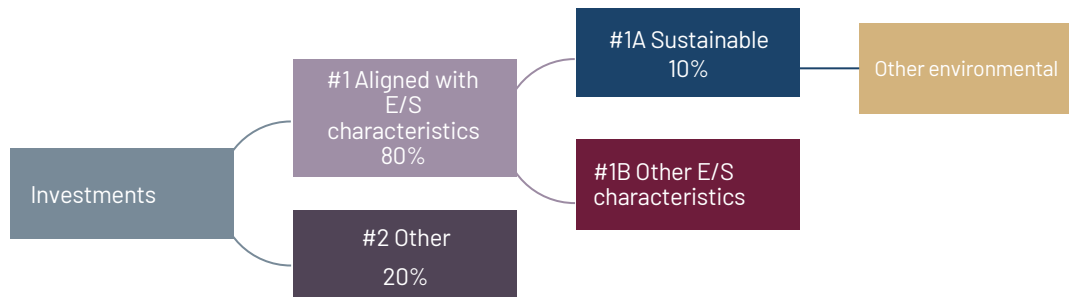 Investments
#1 Aligned with
E/S
characteristics
80%
#2 Other
20%
#1A Sustainable
10%
#1B Other E/S
characteristics
Other environmental